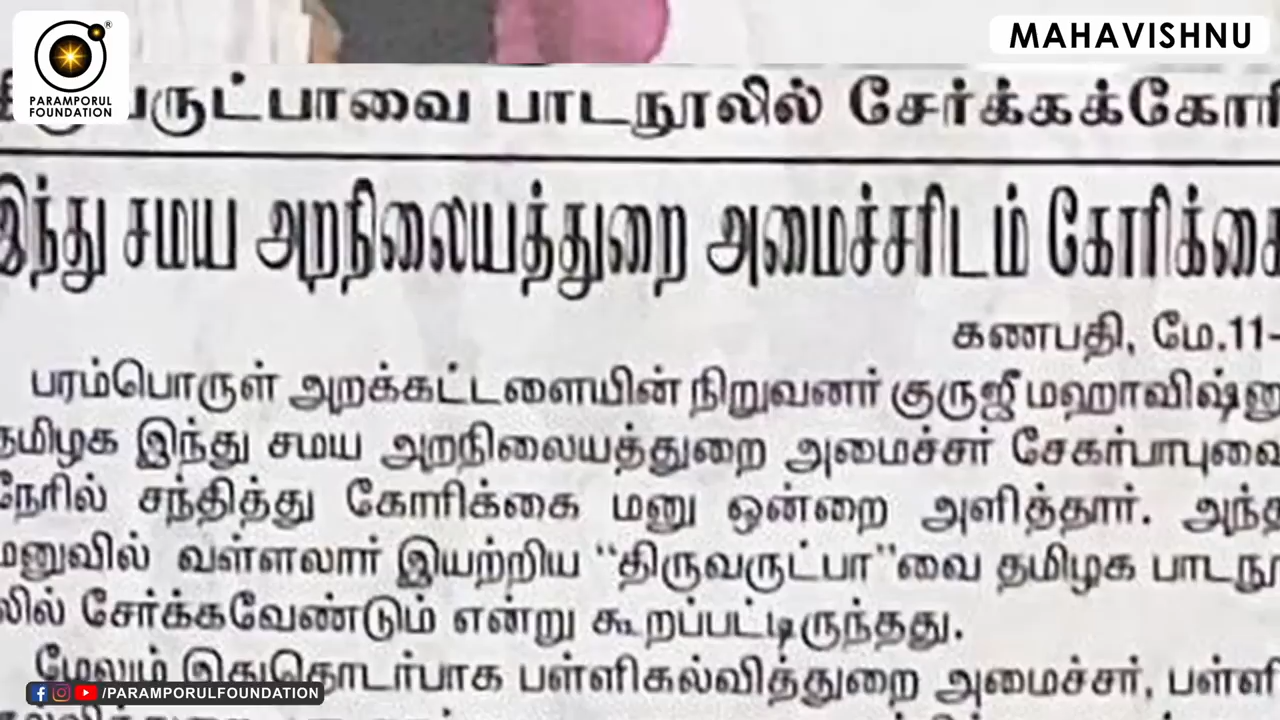 PARAMPORUL
FOUNDATION
MAHAVISHNU
பாடநூலில் சேர்க்கக்கோரி
இந்து சமய அறநிலையத்துறை அமைச்சரிடம் கோரிக்கை
கணபதி, மே.11-
பரம்பொருள் அறக்கட்டளையின் நிறுவனர் குருஜீ மஹாவிஷ்னு
தமிழக இந்து சமய அறநிலையத்துறை அமைச்சர் சேகர்பாபுவை
நேரில் சந்தித்து கோரிக்கை மனு ஒன்றை அளித்தார். அந்த
மனுவில் வள்ளலார் இயற்றிய "திருவருட்பா"வை தமிழக பாடநூ
லில் சேர்க்கவேண்டும் என்று கூறப்பட்டிருந்தது.
மேலும் இதுதொடர்பாக பள்ளிகல்வித்துறை அமைச்சர், பள்ளி
/PARAMPORULFOUNDATION